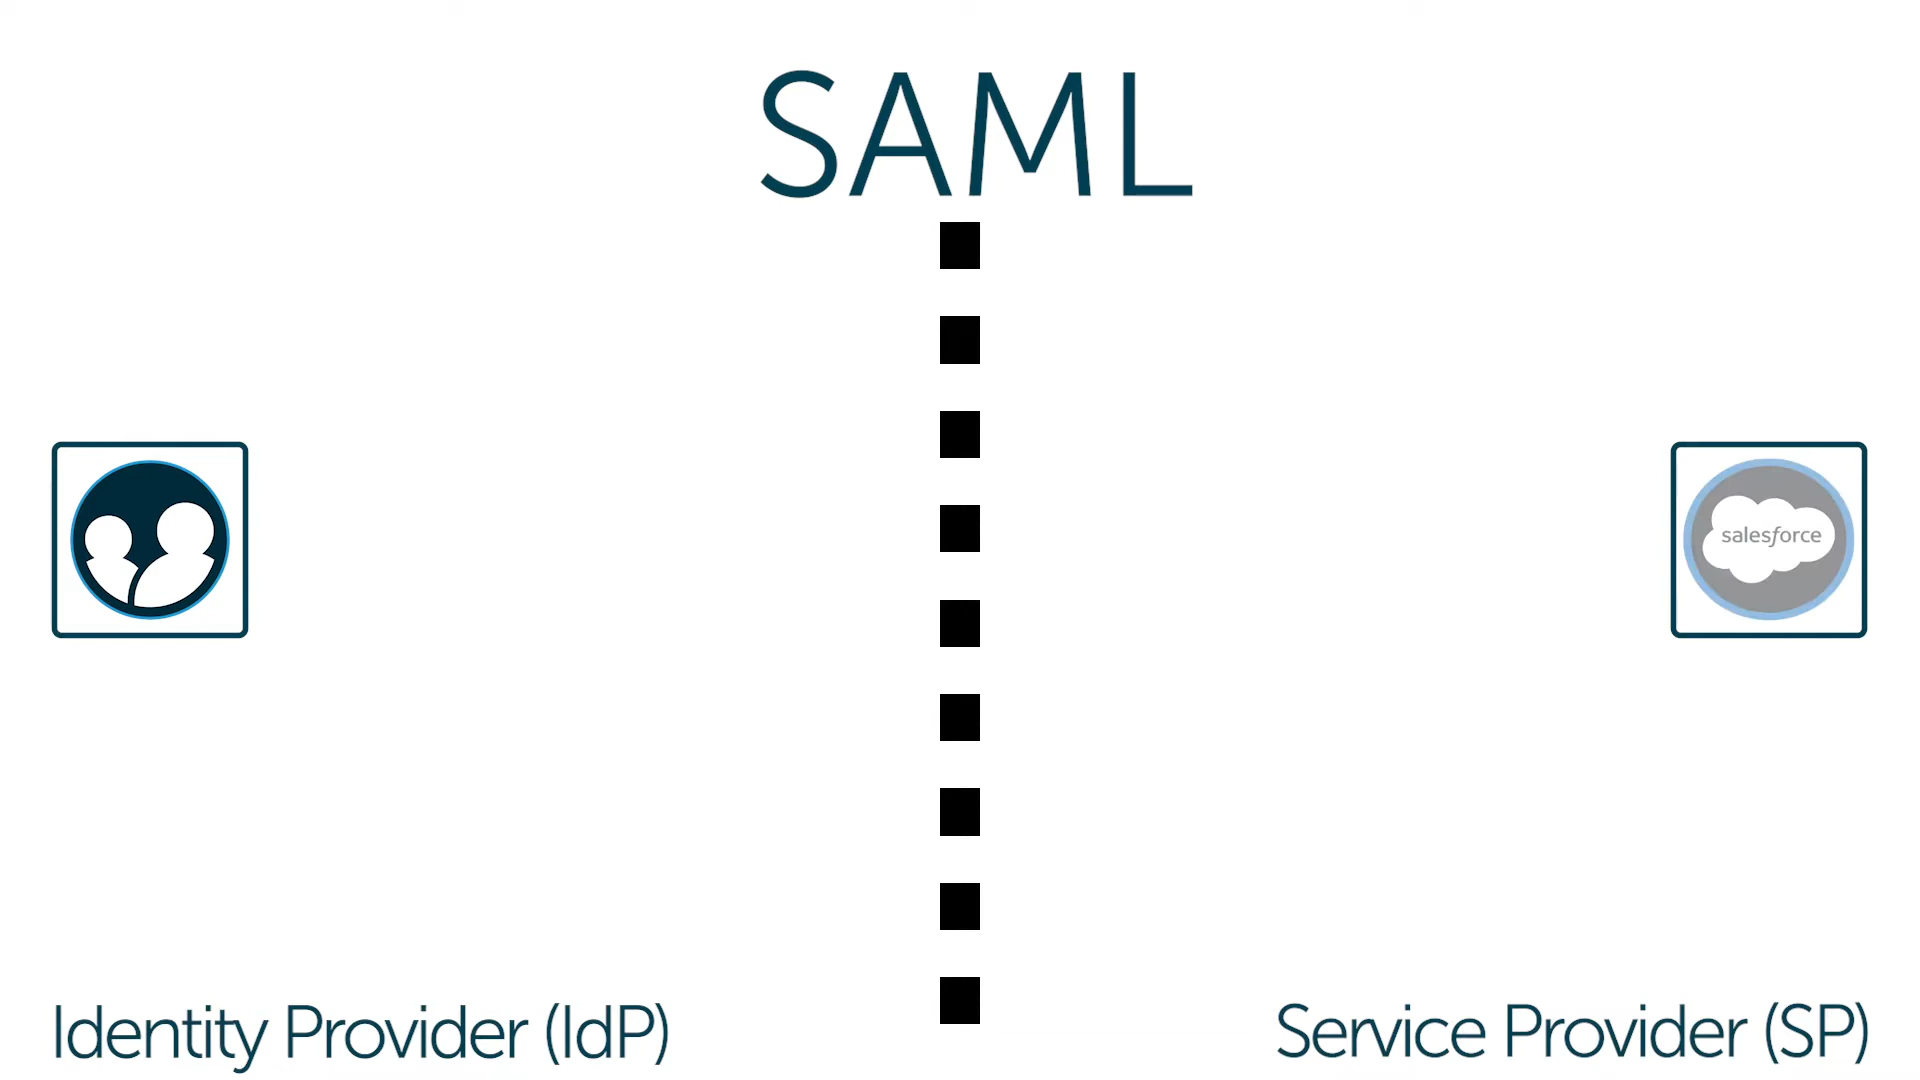 SAML
salesforce
Identity Provider (IdP)
Service Provider (SP)